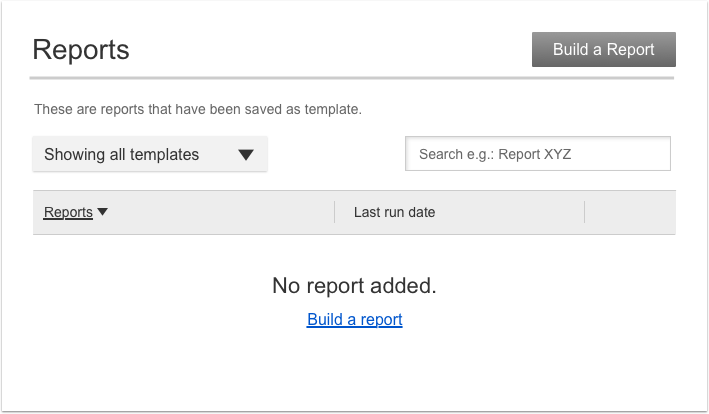 Reports
Build a Report
These are reports that have been saved as template.
Showing all templates
Search e.g.: Report XYZ
Reports
Last run date
No report added.
Build a report